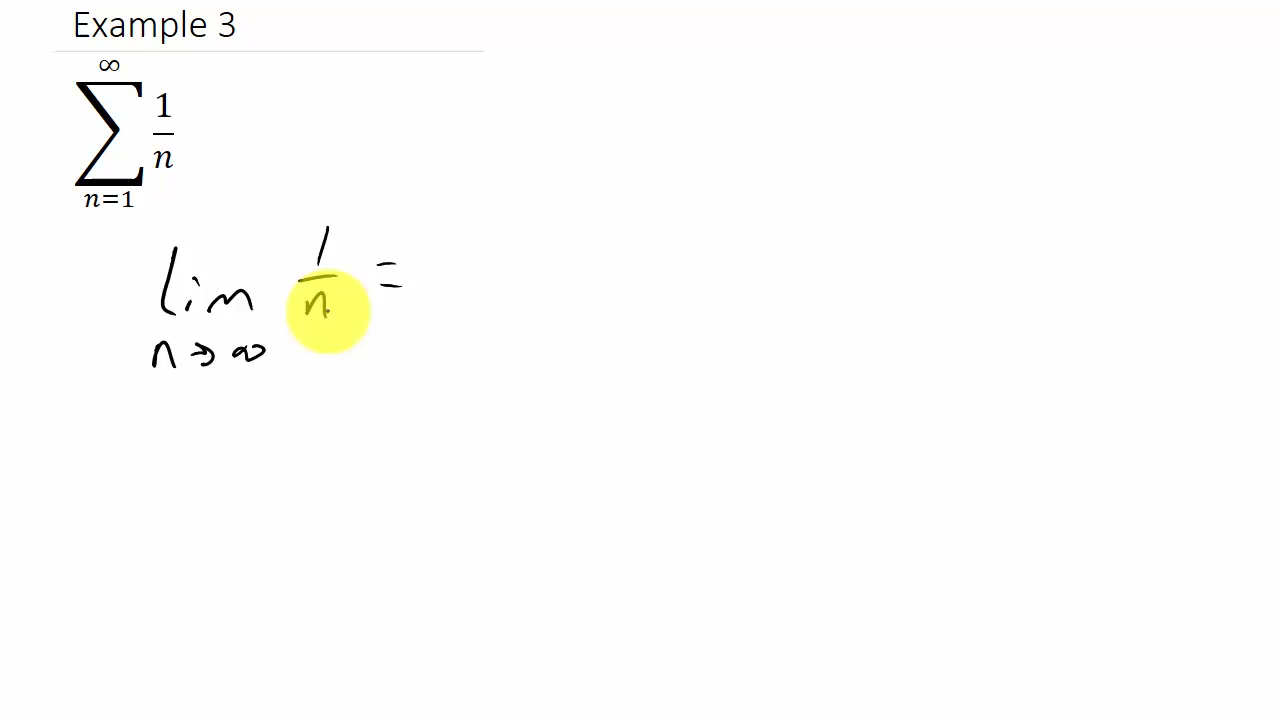 Example 3
∞
∑ 1/n
n=1
lim 1/n =
n→∞